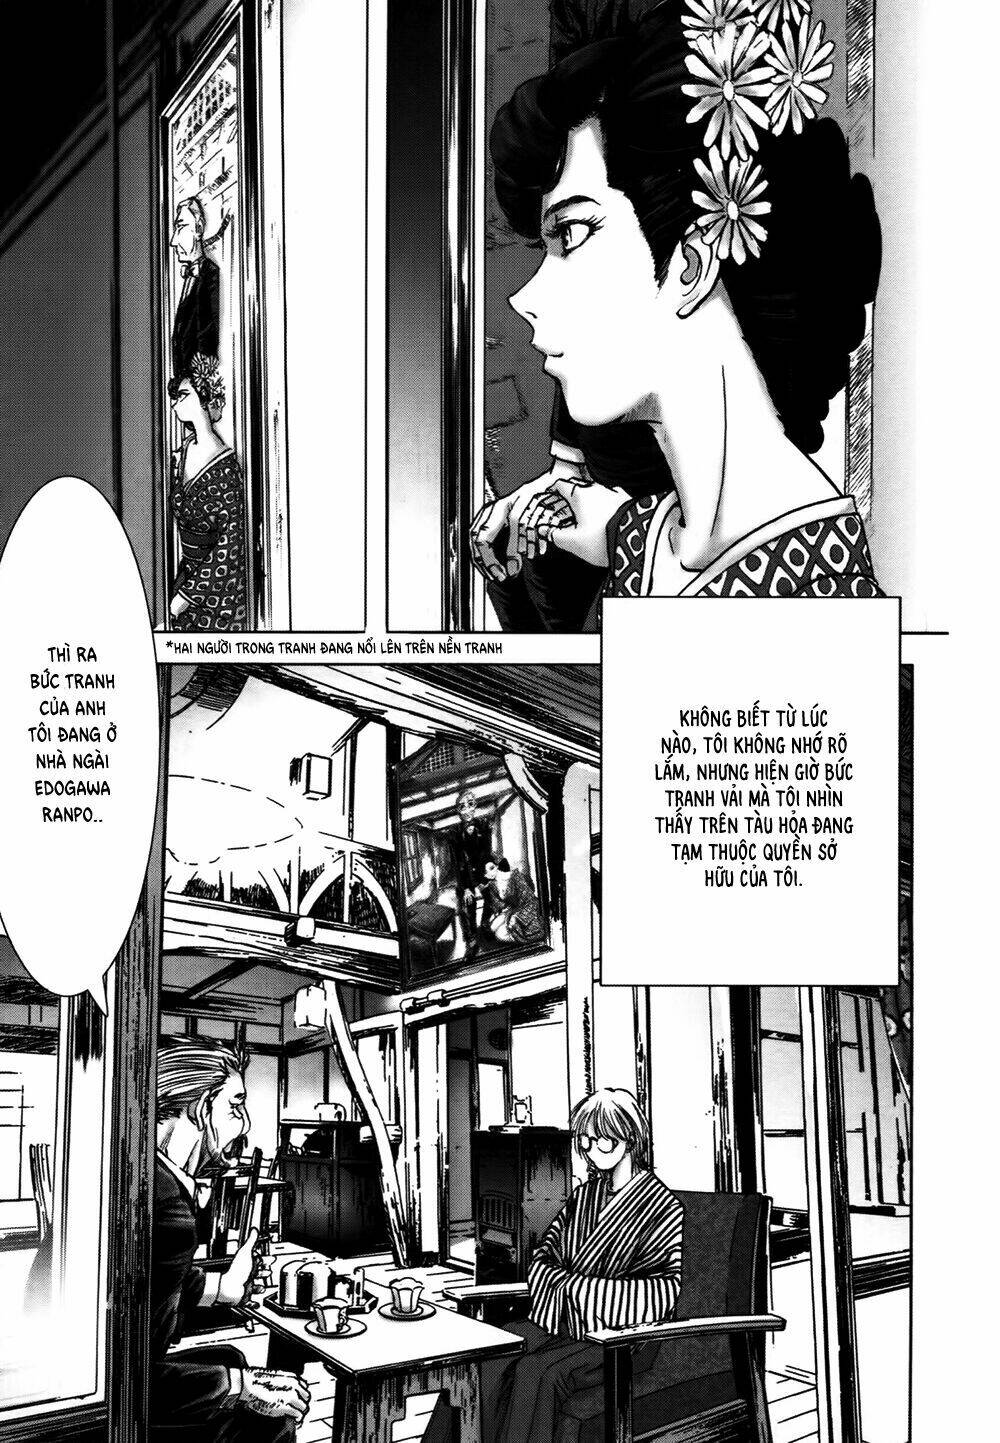 *HAI NGƯỜI TRONG TRANH ĐANG NỔI LÊN TRÊN NỀN TRANH
KHÔNG BIẾT TỪ LÚC
NÀO, TÔI KHÔNG NHỚ RÕ
LẮM, NHƯNG HIỆN GIỜ BỨC
TRANH VẢI MÀ TÔI NHÌN
THẤY TRÊN TÀU HỎA ĐANG
TẠM THUỘC QUYỀN SỞ
HỮU CỦA TÔI.
THÌ RA
BỨC TRANH
CỦA ANH
TÔI ĐANG Ở
NHÀ NGÀI
EDOGAWA
RANPO..